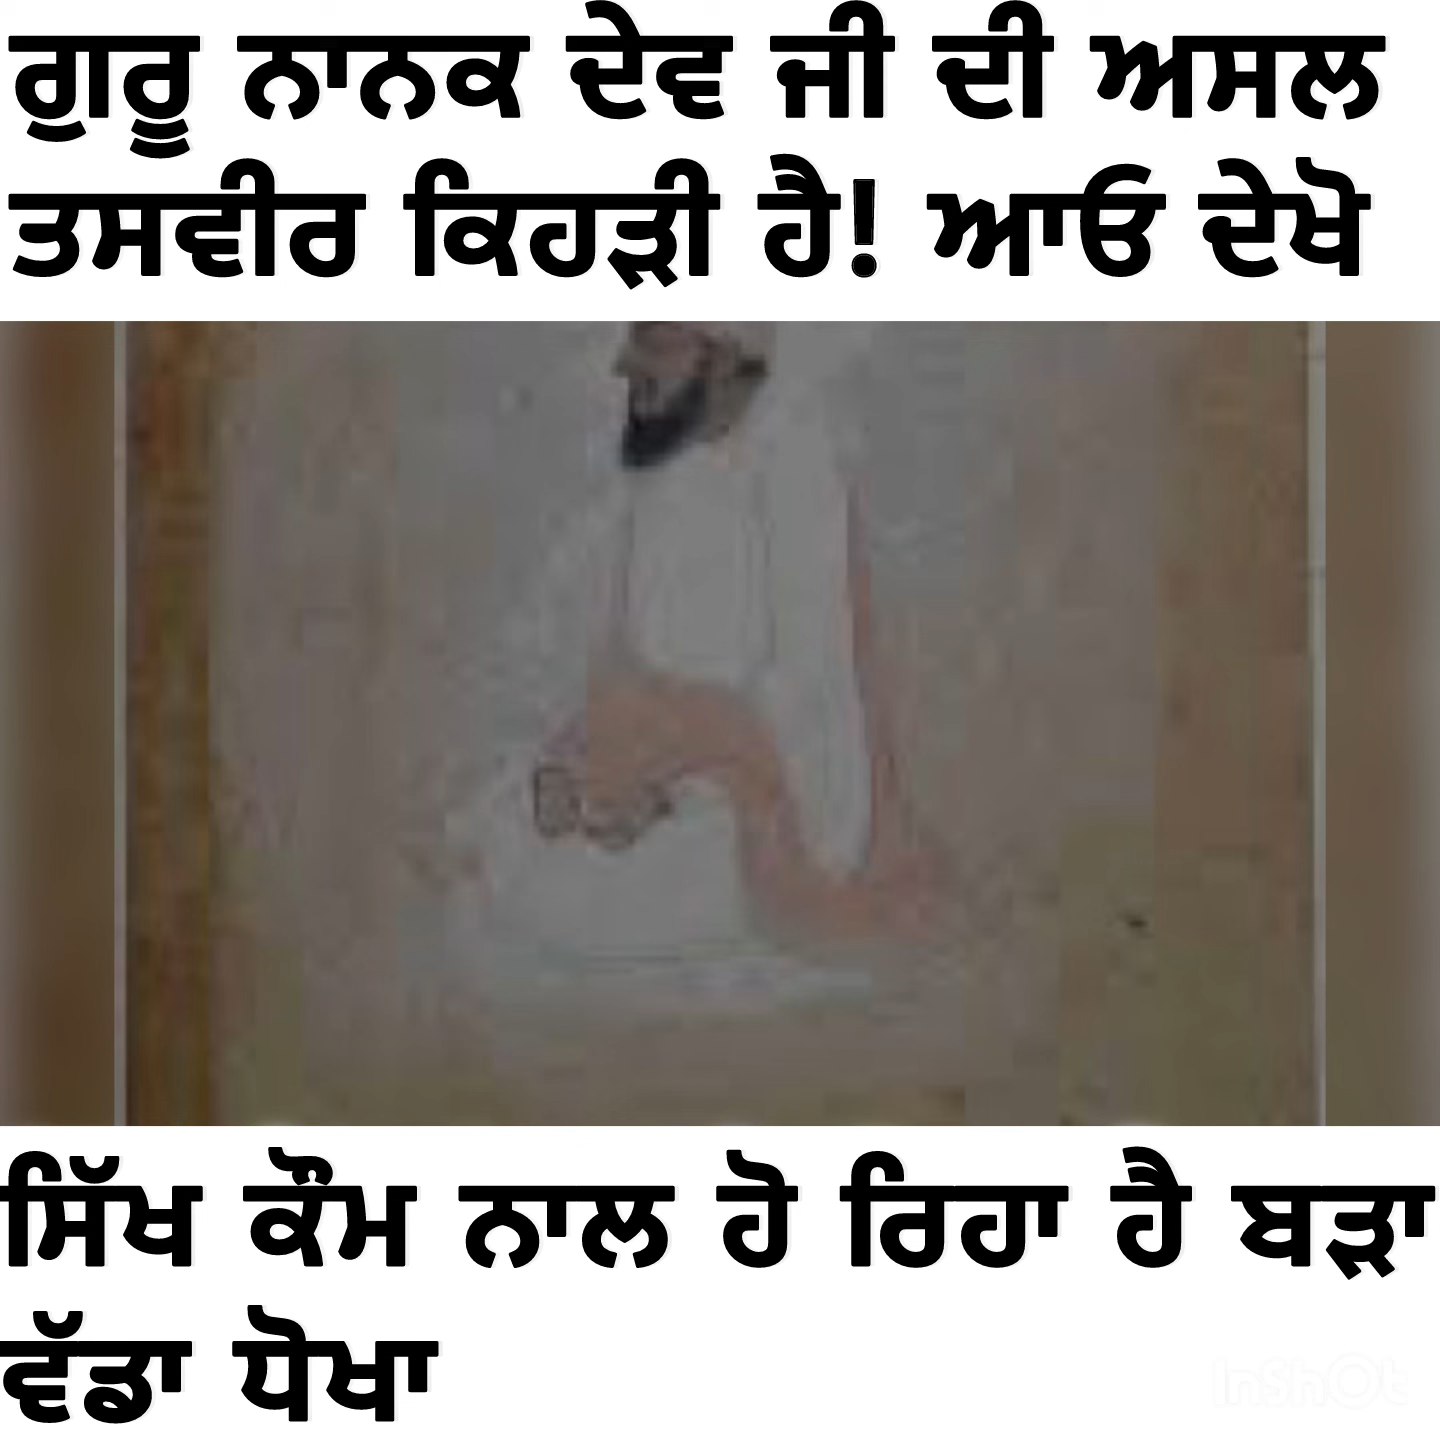 ਗੁਰੂ ਨਾਨਕ ਦੇਵ ਜੀ ਦੀ ਅਸਲ
ਤਸਵੀਰ ਕਿਹੜੀ ਹੈ! ਆਓ ਦੇਖੋ
ਸਿੱਖ ਕੌਮ ਨਾਲ ਹੋ ਰਿਹਾ ਹੈ ਬੜਾ
ਵੱਡਾ ਧੋਖਾ
InShOt